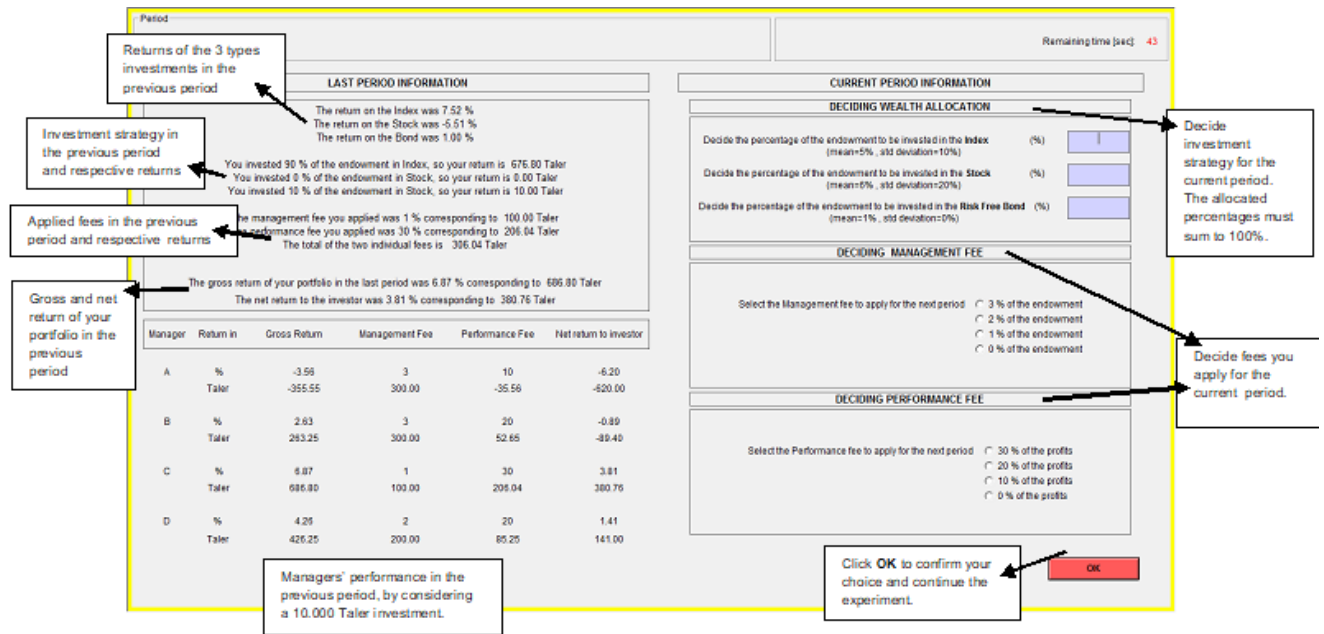 Period
Remaining time [sec]: 43
Returns of the 3 types
investments in the
previous period
LAST PERIOD INFORMATION
The return on the Index was 7.52 %
The return on the Stock was -5.51 %
The return on the Bond was 1.00 %
Investment strategy in
the previous period
and respective returns
You invested 90 % of the endowment in Index, so your return is 676.80 Taler
You invested 0 % of the endowment in Stock, so your return is 0.00 Taler
You invested 10 % of the endowment in Stock, so your return is 10.00 Taler
Applied fees in the previous
period and respective returns
he management fee you applied was 1 % corresponding to 100.00 Taler
performance fee you applied was 30 % corresponding to 206.04 Taler
The total of the two individual fees is 306.04 Taler
Gross and net
return of your
portfolio in the
previous
period
The gross return of your portfolio in the last period was 6.87 % corresponding to 686.80 Taler
The net return to the investor was 3.81 % corresponding to 380.76 Taler
Manager Return in Gross Return Management Fee Performance Fee Net return to investor
A % -3.56 3 10 -6.20
Taler -355.55 300.00 -35.56 -620.00
B % 2.63 3 20 -0.89
Taler 263.25 300.00 52.65 -89.40
C % 6.87 1 30 3.81
Taler 686.80 100.00 206.04 380.76
D % 4.26 2 20 1.41
Taler 426.25 200.00 85.25 141.00
Managers' performance in the
previous period, by considering
a 10.000 Taler investment.
CURRENT PERIOD INFORMATION
DECIDING WEALTH ALLOCATION
Decide the percentage of the endowment to be invested in the Index (%)
(mean=5% , std deviation=10%)
Decide the percentage of the endowment to be invested in the Stock (%)
(mean=6% , std deviation=20%)
Decide the percentage of the endowment to be invested in the Risk Free Bond (%)
(mean=1% , std deviation=0%)
Decide
investment
strategy for the
current period.
The allocated
percentages must
sum to 100%.
DECIDING MANAGEMENT FEE
Select the Management fee to apply for the next period
3 % of the endowment
2 % of the endowment
1 % of the endowment
0 % of the endowment
Decide fees you
apply for the
current period.
DECIDING PERFORMANCE FEE
Select the Performance fee to apply for the next period
30 % of the profits
20 % of the profits
10 % of the profits
0 % of the profits
Click OK to confirm your
choice and continue the
experiment.
OK